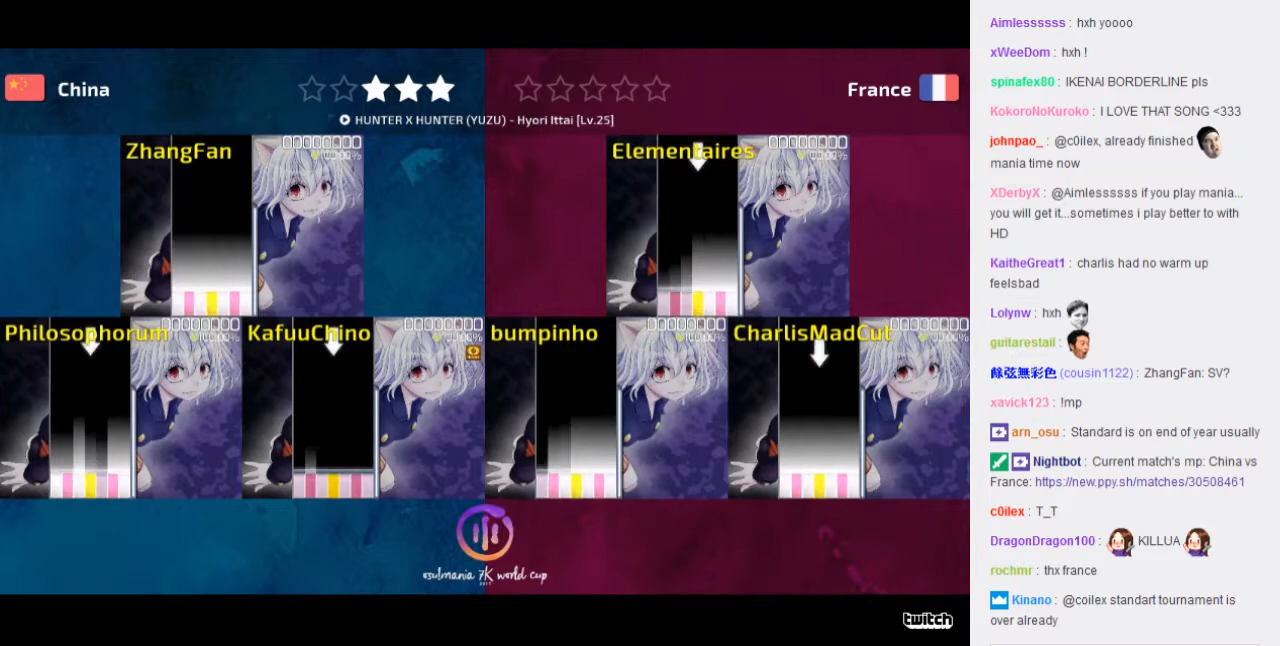 China
France
HUNTER X HUNTER (YUZU) - Hyori Ittai [Lv.25]
ZhangFan
Elementaires
Philosophorum
KafuuChino
bumpinho
CharlisMadCut
osu!mania 7K world cup
2017
twitch
Aimlessssss : hxh yoooo
xWeeDom : hxh !
spinafex80 : IKENAI BORDERLINE pls
KokoroNoKuroko : I LOVE THAT SONG <333
johnpao_ : @c0ilex, already finished
mania time now
XDerbyX : @Aimlessssss if you play mania...
you will get it...sometimes i play better to with
HD
KaitheGreat1 : charlis had no warm up
feelsbad
Lolynw : hxh
guitarestail :
餘弦無彩色 (cousin1122) : ZhangFan: SV?
xavick123 : !mp
arn_osu : Standard is on end of year usually
Nightbot : Current match's mp: China vs
France: https://new.ppy.sh/matches/30508461
c0ilex : T_T
DragonDragon100 : KILLUA
rochmr : thx france
Kinano : @coilex standart tournament is
over already